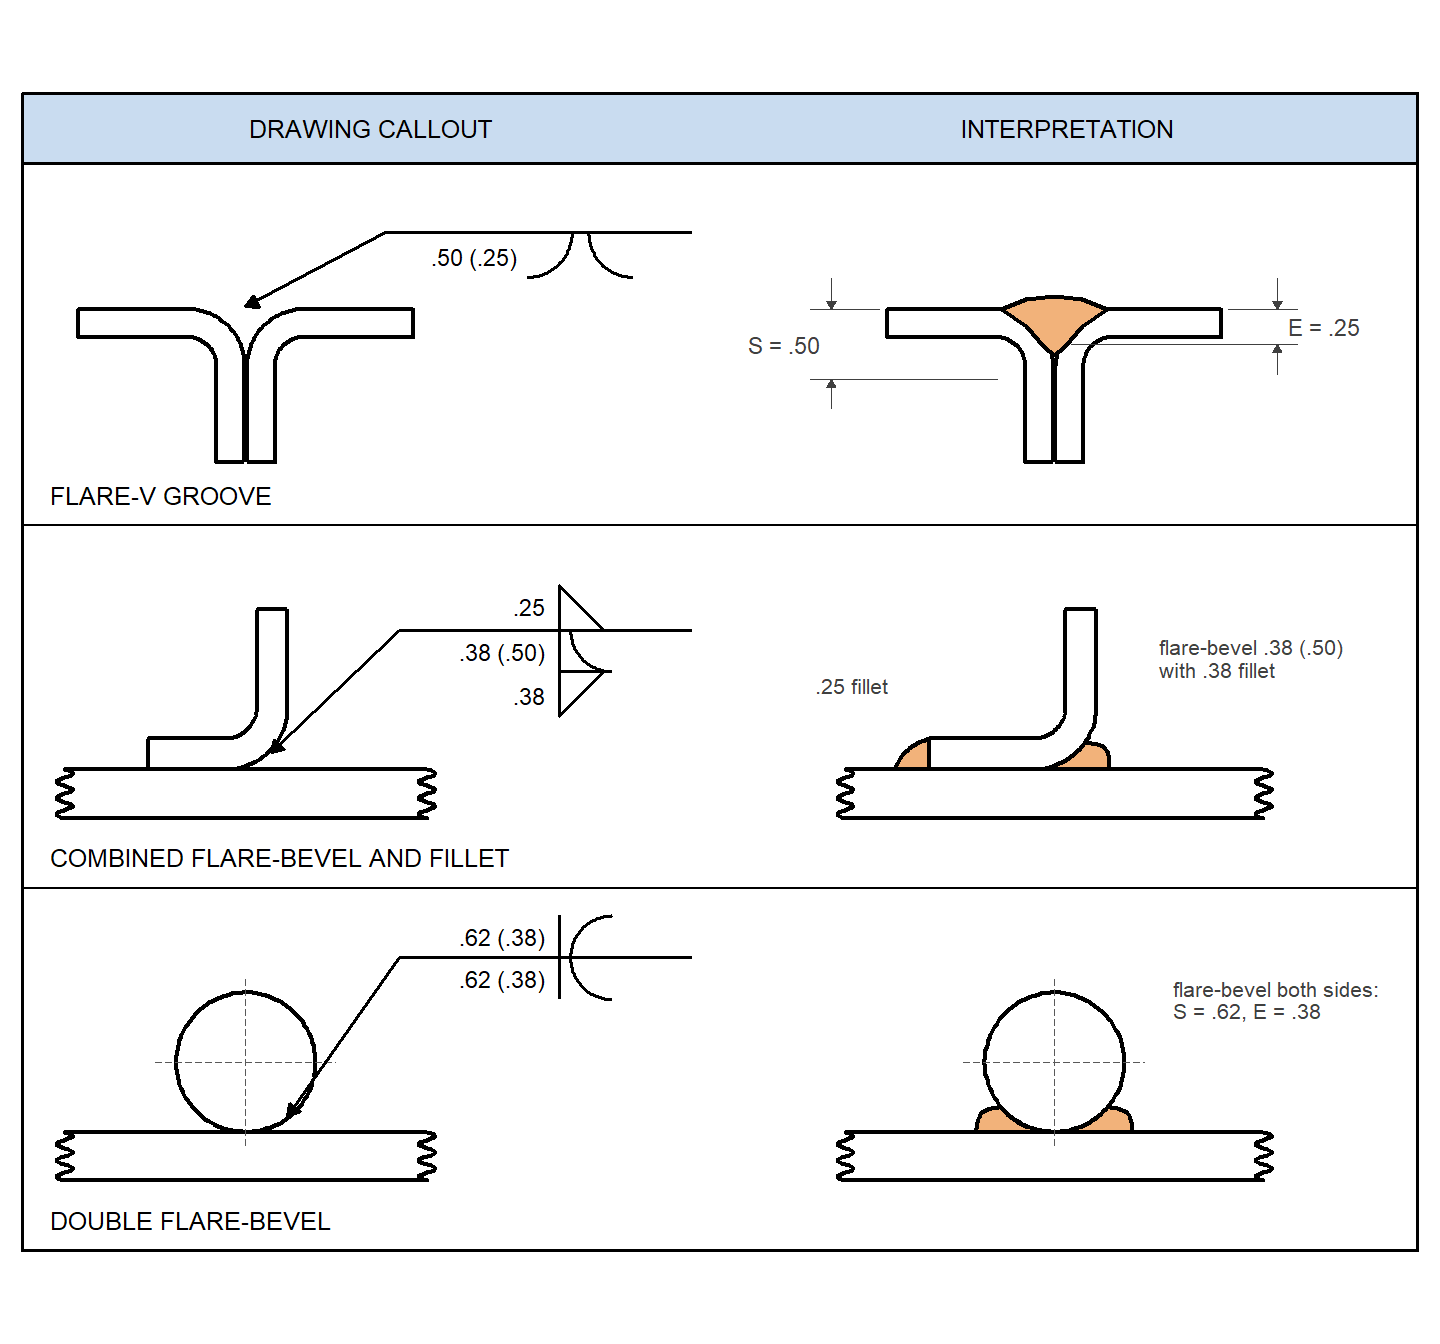 DRAWING CALLOUT
INTERPRETATION
.50 (.25)
S = .50
E = .25
FLARE-V GROOVE
.25
.38 (.50)
.38
.25 fillet
flare-bevel .38 (.50)
with .38 fillet
COMBINED FLARE-BEVEL AND FILLET
.62 (.38)
.62 (.38)
flare-bevel both sides:
S = .62, E = .38
DOUBLE FLARE-BEVEL